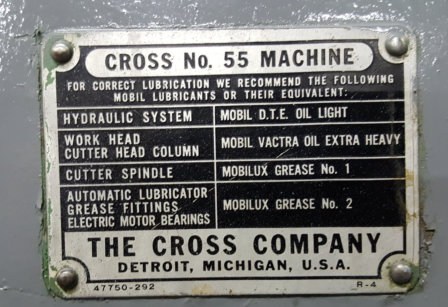 CROSS No. 55 MACHINE
FOR CORRECT LUBRICATION WE RECOMMEND THE FOLLOWING
MOBIL LUBRICANTS OR THEIR EQUIVALENT:
HYDRAULIC SYSTEM MOBIL D.T.E. OIL LIGHT
WORK HEAD
CUTTER HEAD COLUMN MOBIL VACTRA OIL EXTRA HEAVY
CUTTER SPINDLE MOBILUX GREASE No. 1
AUTOMATIC LUBRICATOR
GREASE FITTINGS MOBILUX GREASE No. 2
ELECTRIC MOTOR BEARINGS
THE CROSS COMPANY
DETROIT, MICHIGAN, U.S.A.
47750-292 R-4